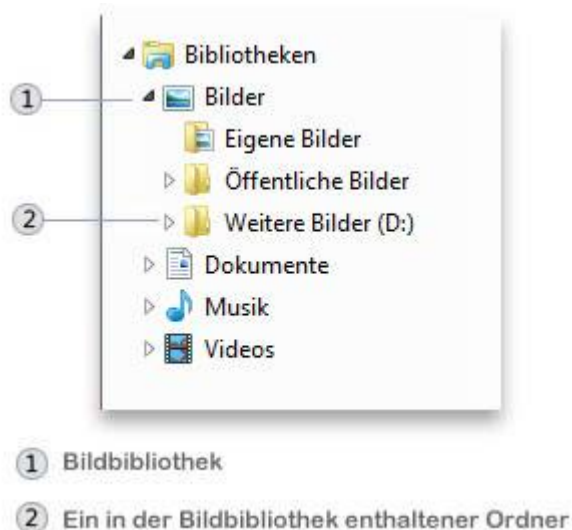 Bibliotheken
1 Bilder
Eigene Bilder
Öffentliche Bilder
2 Weitere Bilder (D:)
Dokumente
Musik
Videos
1 Bildbibliothek
2 Ein in der Bildbibliothek enthaltener Ordner